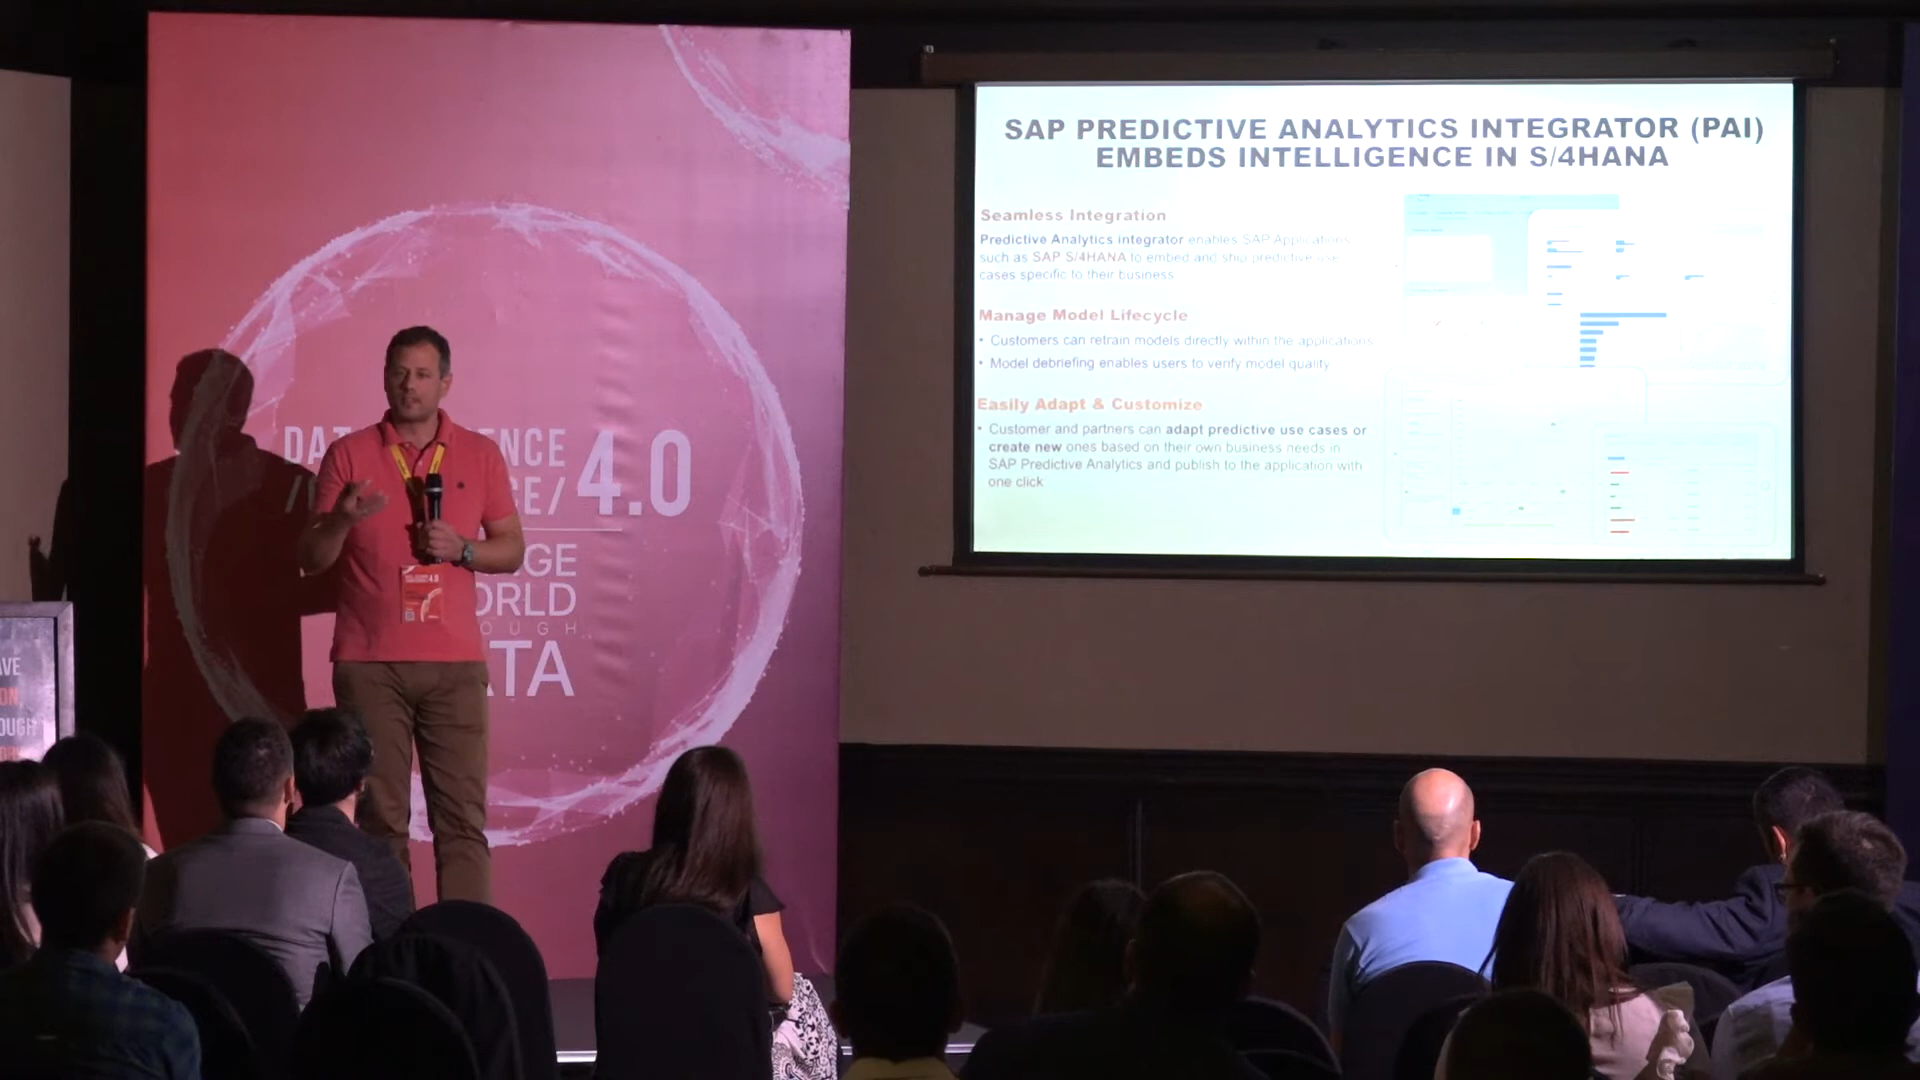 SAP PREDICTIVE ANALYTICS INTEGRATOR (PAI)
EMBEDS INTELLIGENCE IN S/4HANA
Seamless Integration
Predictive Analytics integrator enables SAP Applications
such as SAP S/4HANA to embed and ship predictive use
cases specific to their business
Manage Model Lifecycle
• Customers can retrain models directly within the applications
• Model debriefing enables users to verify model quality
Easily Adapt & Customize
• Customer and partners can adapt predictive use cases or
create new ones based on their own business needs in
SAP Predictive Analytics and publish to the application with
one click
4.0
4.0